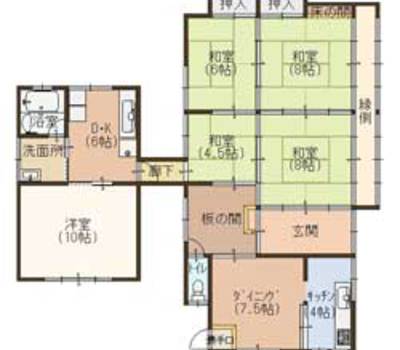 押入
押入
床の間
和室
(6帖)
和室
(8帖)
縁側
浴室
D・K
(6帖)
洗面所
廊下
和室
(4.5帖)
和室
(8帖)
洋室
(10帖)
板の間
玄関
トイレ
ダイニング
(7.5帖)
キッチン
(4帖)
勝手口